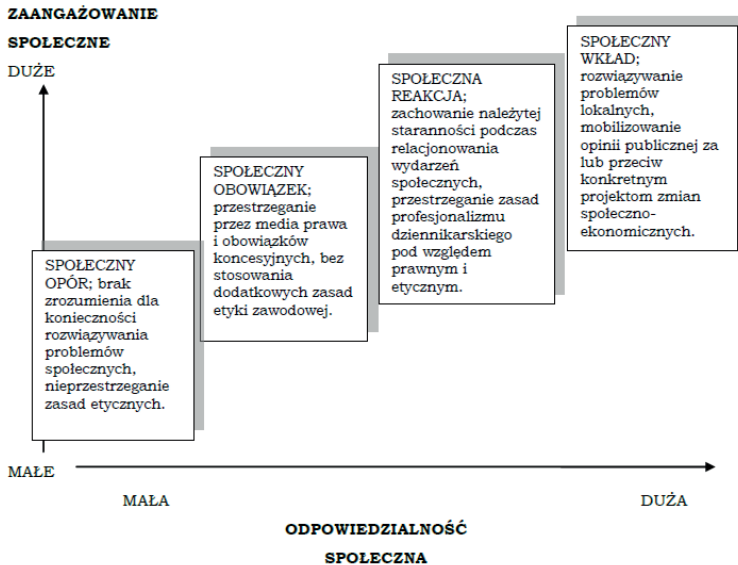 ZAANGAŻOWANIE
SPOŁECZNE
DUŻE
SPOŁECZNY
OPÓR; brak
zrozumienia dla
konieczności
rozwiązywania
problemów
społecznych,
nieprzestrzeganie
zasad etycznych.
SPOŁECZNY
OBOWIĄZEK;
przestrzeganie
przez media prawa
i obowiązków
koncesyjnych, bez
stosowania
dodatkowych zasad
etyki zawodowej.
SPOŁECZNA
REAKCJA;
zachowanie należytej
staranności podczas
relacjonowania
wydarzeń
społecznych,
przestrzeganie zasad
profesjonalizmu
dziennikarskiego
pod względem
prawnym i
etycznym.
SPOŁECZNY
WKŁAD;
rozwiązywanie
problemów
lokalnych,
mobilizowanie
opinii publicznej za
lub przeciw
konkretnym
projektom zmian
społeczno-
ekonomicznych.
MAŁE
MAŁA
DUŻA
ODPOWIEDZIALNOŚĆ
SPOŁECZNA